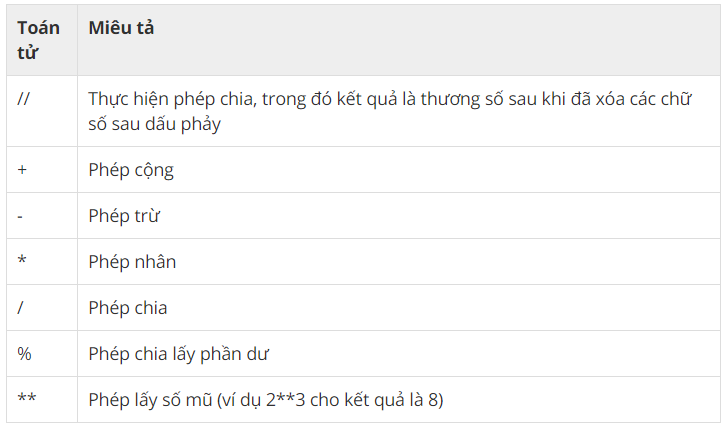 Toán
tử
Miêu tả
//
Thực hiện phép chia, trong đó kết quả là thương số sau khi đã xóa các chữ
số sau dấu phảy
+
Phép cộng
-
Phép trừ
*
Phép nhân
/
Phép chia
%
Phép chia lấy phần dư
**
Phép lấy số mũ (ví dụ 2**3 cho kết quả là 8)